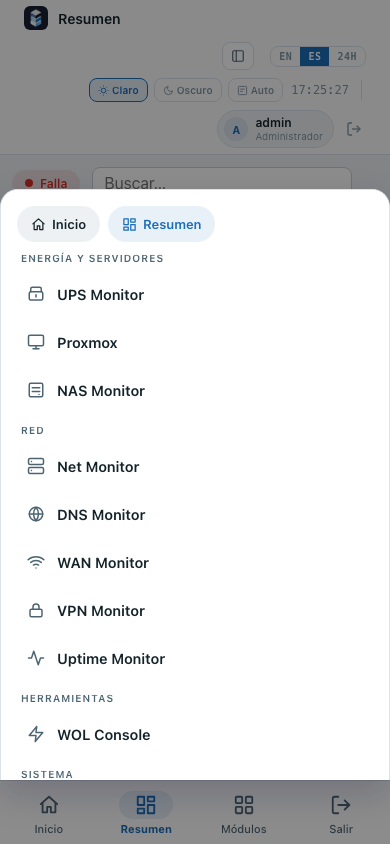 Resumen
EN ES 24H
Claro Oscuro Auto 17:25:27
A admin
Administrador
Falla Buscar...
Inicio Resumen
ENERGÍA Y SERVIDORES
UPS Monitor
Proxmox
NAS Monitor
RED
Net Monitor
DNS Monitor
WAN Monitor
VPN Monitor
Uptime Monitor
HERRAMIENTAS
WOL Console
SISTEMA
Inicio Resumen Módulos Salir